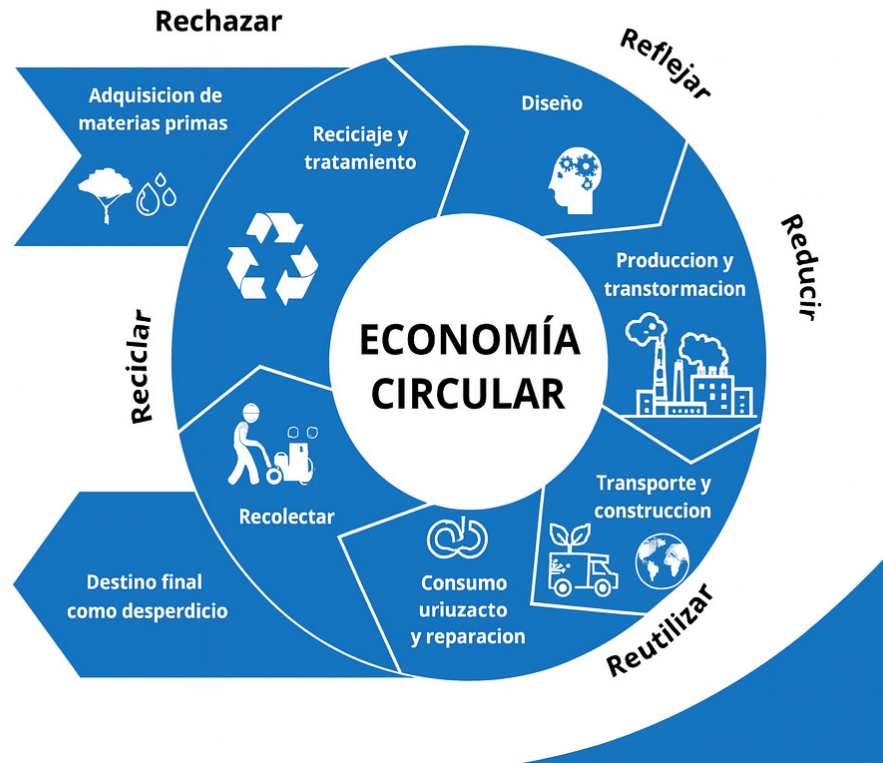 Rechazar
Reflejar
Adquisicion de
materias primas
Diseño
Reciciaje y
tratamiento
Reducir
Produccion y
transtormacion
ECONOMÍA
CIRCULAR
Reciclar
Transporte y
construccion
Recolectar
Consumo
uriuzacto
y reparacion
Destino final
como desperdicio
Reutilizar